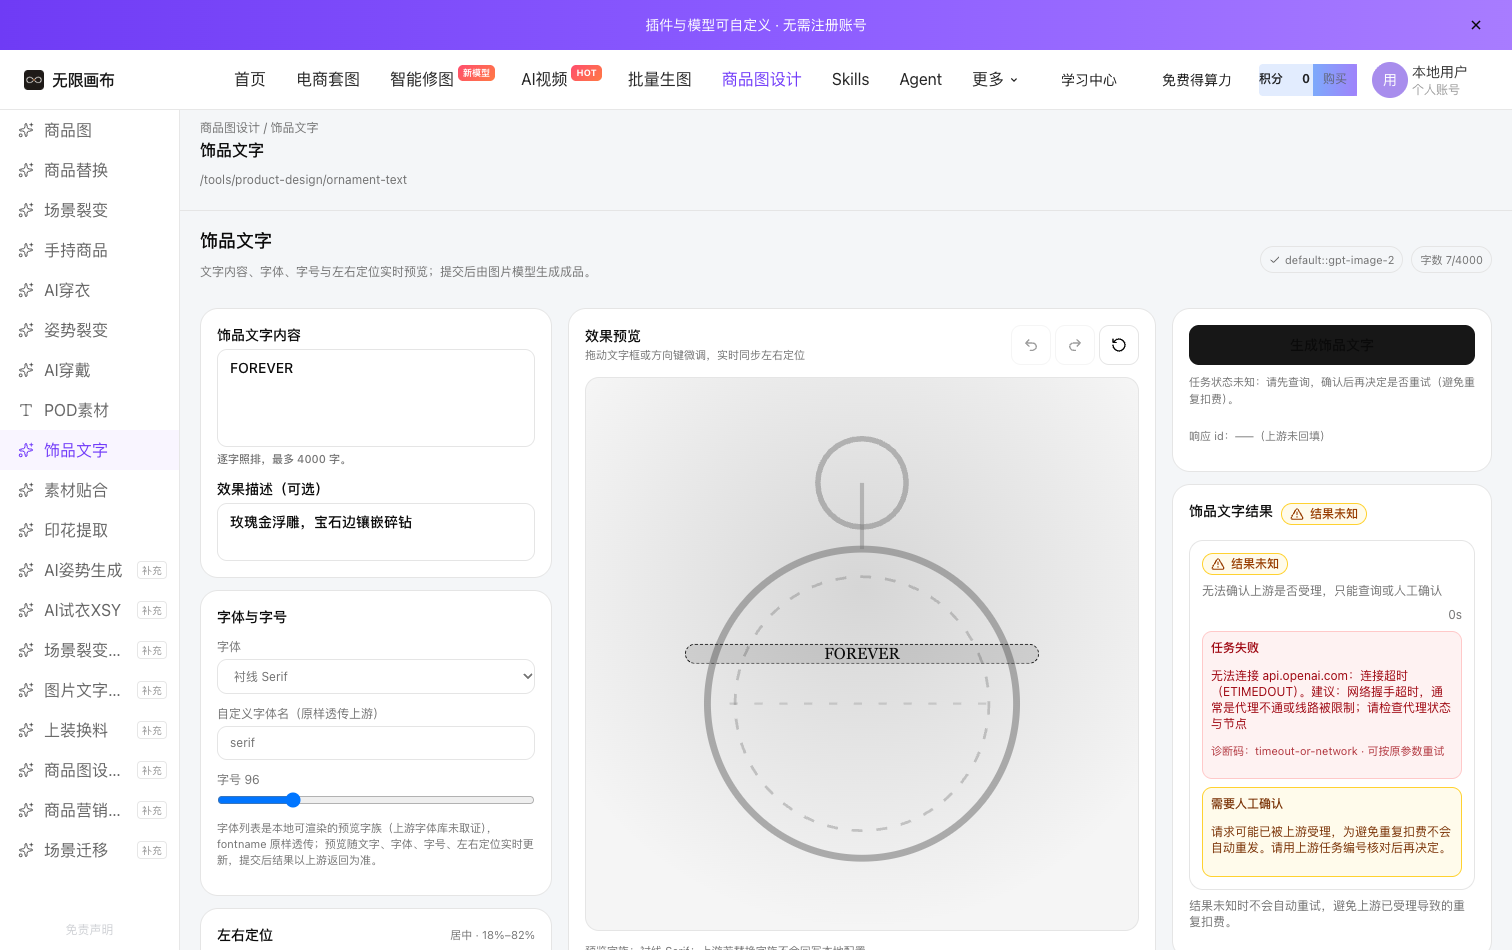 插件与模型可自定义 · 无需注册账号
无限画布
首页
电商套图
智能修图
新模型
AI视频
HOT
批量生图
商品图设计
Skills
Agent
更多
学习中心
免费得算力
积分 0 购买
用
本地用户
个人账号
商品图
商品替换
场景裂变
手持商品
AI穿衣
姿势裂变
AI穿戴
POD素材
饰品文字
素材贴合
印花提取
AI姿势生成 补充
AI试衣XSY 补充
场景裂变... 补充
图片文字... 补充
上装换料 补充
商品图设... 补充
商品营销... 补充
场景迁移 补充
免责声明
商品图设计 / 饰品文字
饰品文字
/tools/product-design/ornament-text
饰品文字
文字内容、字体、字号与左右定位实时预览；提交后由图片模型生成成品。
default::gpt-image-2
字数 7/4000
饰品文字内容
FOREVER
逐字照排，最多 4000 字。
效果描述（可选）
玫瑰金浮雕，宝石边镶嵌碎钻
字体与字号
字体
衬线 Serif
自定义字体名（原样透传上游）
serif
字号 96
字体列表是本地可渲染的预览字族（上游字体库未取证），
fontname 原样透传；预览随文字、字体、字号、左右定位实时更
新，提交后结果以上游返回为准。
左右定位
居中 · 18%–82%
效果预览
拖动文字框或方向键微调，实时同步左右定位
FOREVER
预览字族：衬线 Serif；上游若替换字族不会回写本地配置
生成饰品文字
任务状态未知：请先查询，确认后再决定是否重试（避免重
复扣费）。
响应 id：——（上游未回填）
饰品文字结果
结果未知
结果未知
无法确认上游是否受理，只能查询或人工确认
0s
任务失败
无法连接 api.openai.com：连接超时
（ETIMEDOUT）。建议：网络握手超时，通
常是代理不通或线路被限制；请检查代理状态
与节点
诊断码：timeout-or-network · 可按原参数重试
需要人工确认
请求可能已被上游受理，为避免重复扣费不会
自动重发。请用上游任务编号核对后再决定。
结果未知时不会自动重试，避免上游已受理导致的重
复扣费。